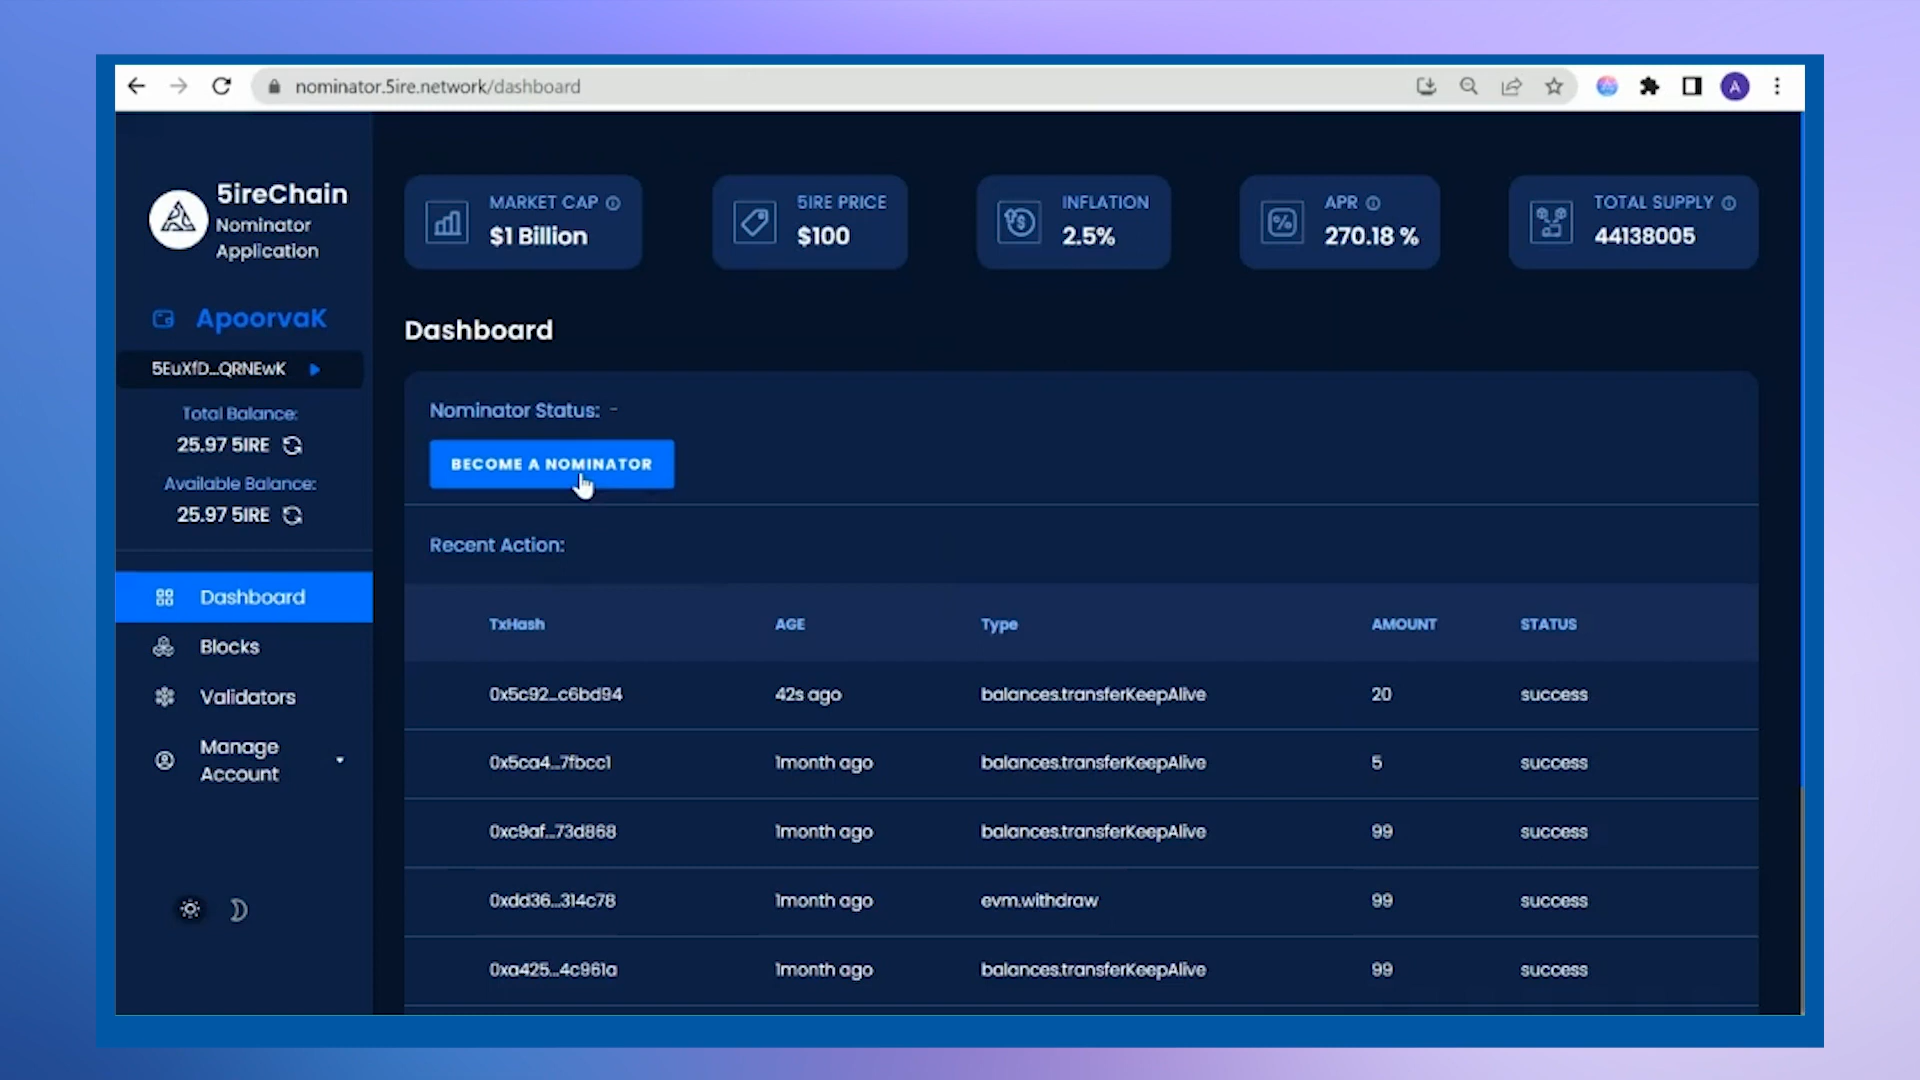 nominator.5ire.network/dashboard
A
5ireChain
Nominator
Application
ApoorvaK
5EuXfD...QRNEwK
Total Balance:
25.97 5IRE
Available Balance:
25.97 5IRE
Dashboard
Blocks
Validators
Manage
Account
MARKET CAP
$1 Billion
5IRE PRICE
$100
INFLATION
2.5%
APR
270.18 %
TOTAL SUPPLY
44138005
Dashboard
Nominator Status: -
BECOME A NOMINATOR
Recent Action:
TxHash AGE Type AMOUNT STATUS
0x5c92...c6bd94 42s ago balances.transferKeepAlive 20 success
0x5ca4...7fbcc1 1month ago balances.transferKeepAlive 5 success
0xc9af...73d868 1month ago balances.transferKeepAlive 99 success
0xdd36...314c78 1month ago evm.withdraw 99 success
0xa425...4c961a 1month ago balances.transferKeepAlive 99 success